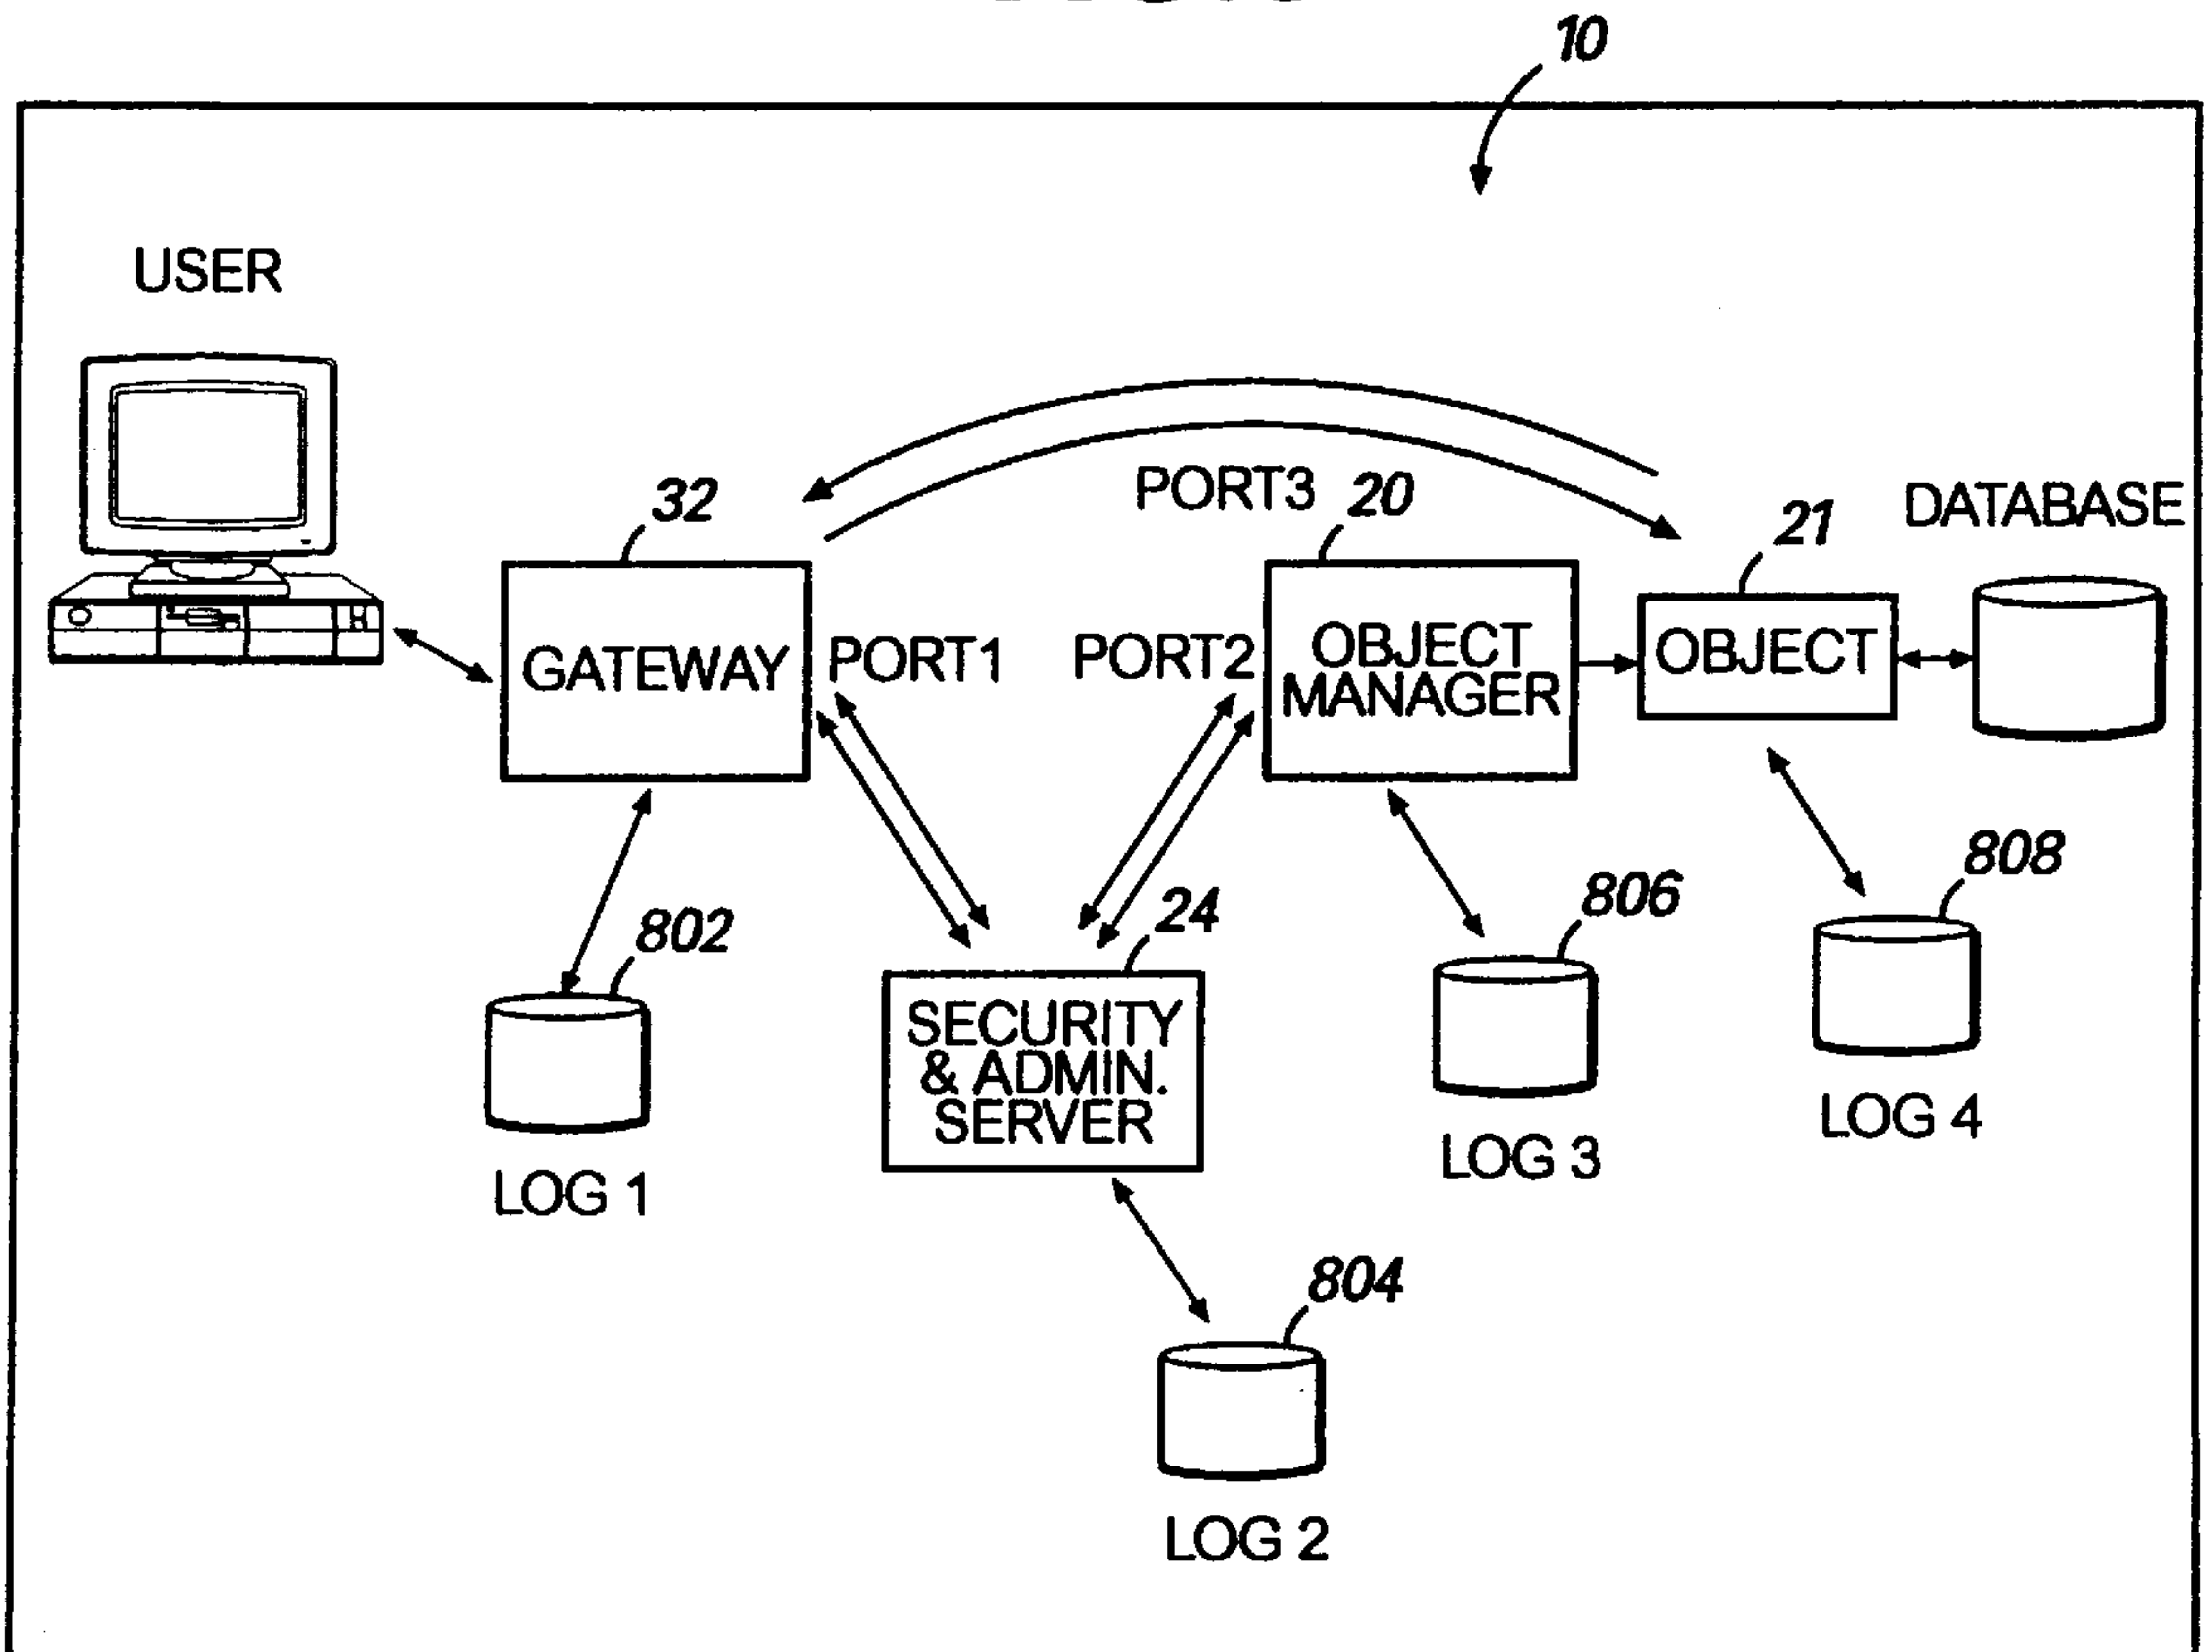 10
USER
PORT3
32
20
21
DATABASE
GATEWAY
PORT1
PORT2
OBJECT
MANAGER
OBJECT
802
24
806
808
SECURITY
& ADMIN.
SERVER
LOG 1
LOG 3
LOG 4
804
LOG 2